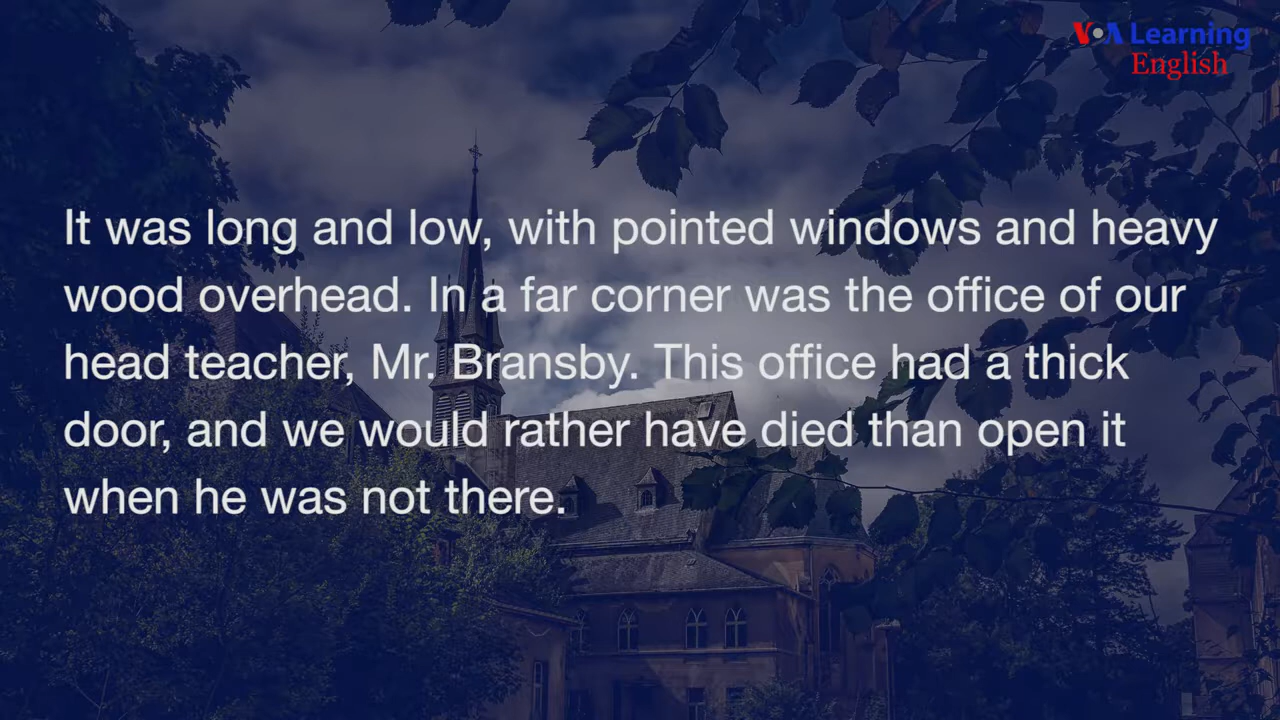 VOA Learning
English
It was long and low, with pointed windows and heavy
wood overhead. In a far corner was the office of our
head teacher, Mr. Bransby. This office had a thick
door, and we would rather have died than open it
when he was not there.